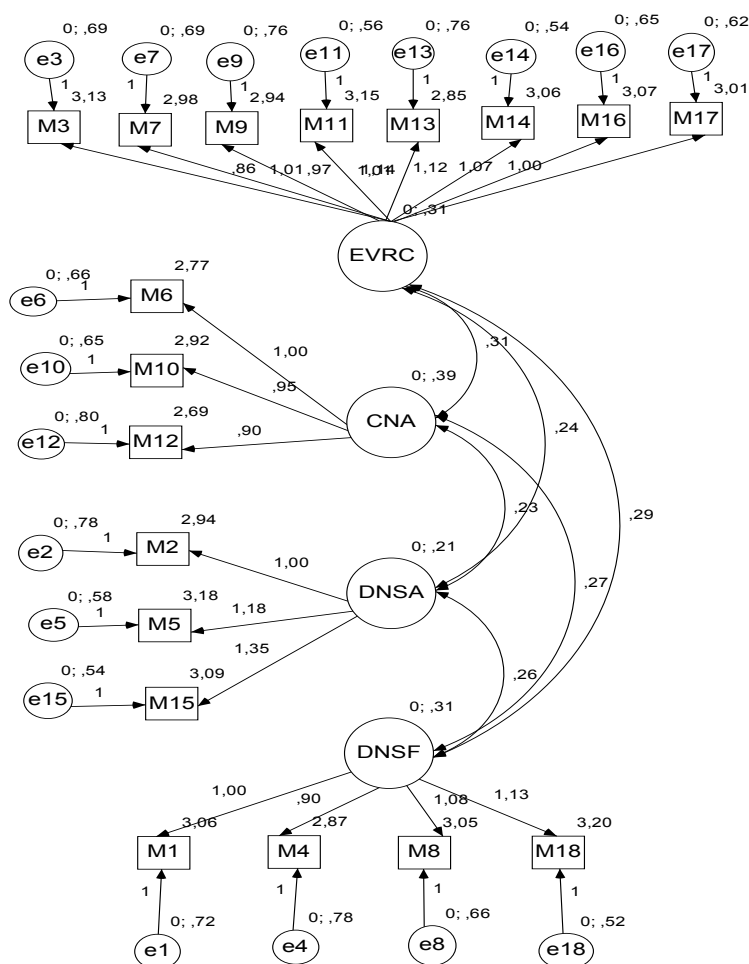 0; ,69 0; ,69 0; ,76 0; ,56 0; ,76 0; ,54 0; ,65 0; ,62
e3 e7 e9 e11 e13 e14 e16 e17
1 1 1 1 1 1 1 1
3,13 2,98 2,94 3,15 2,85 3,06 3,07 3,01
M3 M7 M9 M11 M13 M14 M16 M17
,86 1,01 ,97 1,12 1,07 1,00
0; ,31
EVRC
0; ,66 2,77
e6 1 M6
,31
1,00
0; ,65 2,92
e10 1 M10
,95
0; ,39
CNA
0; ,80 2,69
e12 1 M12
,90
,24
,23
,29
0; ,78 2,94
e2 1 M2
1,00
0; ,21
DNSA
,27
0; ,58 3,18
e5 1 M5
1,18
1,35
0; ,54 3,09
e15 1 M15
,26
0; ,31
DNSF
1,00 ,90 1,08 1,13
3,06 2,87 3,05 3,20
M1 M4 M8 M18
1 1 1 1
0; ,72 0; ,78 0; ,66 0; ,52
e1 e4 e8 e18